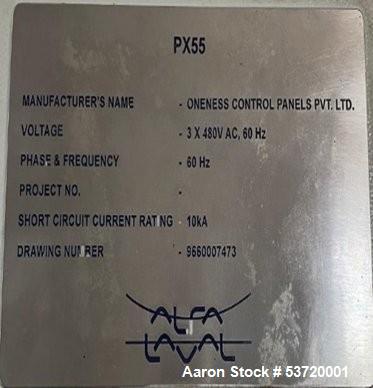 PX55
MANUFACTURER'S NAME - ONENESS CONTROL PANELS PVT. LTD.
VOLTAGE - 3 X 480V AC, 60 Hz
PHASE & FREQUENCY - 60 Hz
PROJECT NO. -
SHORT CIRCUIT CURRENT RATING - 10kA
DRAWING NUMBER - 9660007473
ALFA
LAVAL
Aaron Stock # 53720001